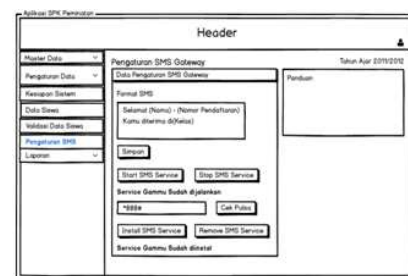 Aplikasi SPK Peminatan
Header
Master Data
Pengaturan Data
Kesiapan Sistem
Data Siswa
Validasi Data Siswa
Pengaturan SMS
Laporan
Pengaturan SMS Gateway
Tahun Ajar 2011/2012
Data Pengaturan SMS Gateway
Format SMS
Selamat (Nama) - (Nomor Pendaftaran)
Kamu diterima di(Kelas)
Simpan
Start SMS Service
Stop SMS Service
Service Gammu Sudah dijalankan
*888#
Cek Pulsa
Install SMS Service
Remove SMS Service
Service Gammu Sudah diinstal
Panduan